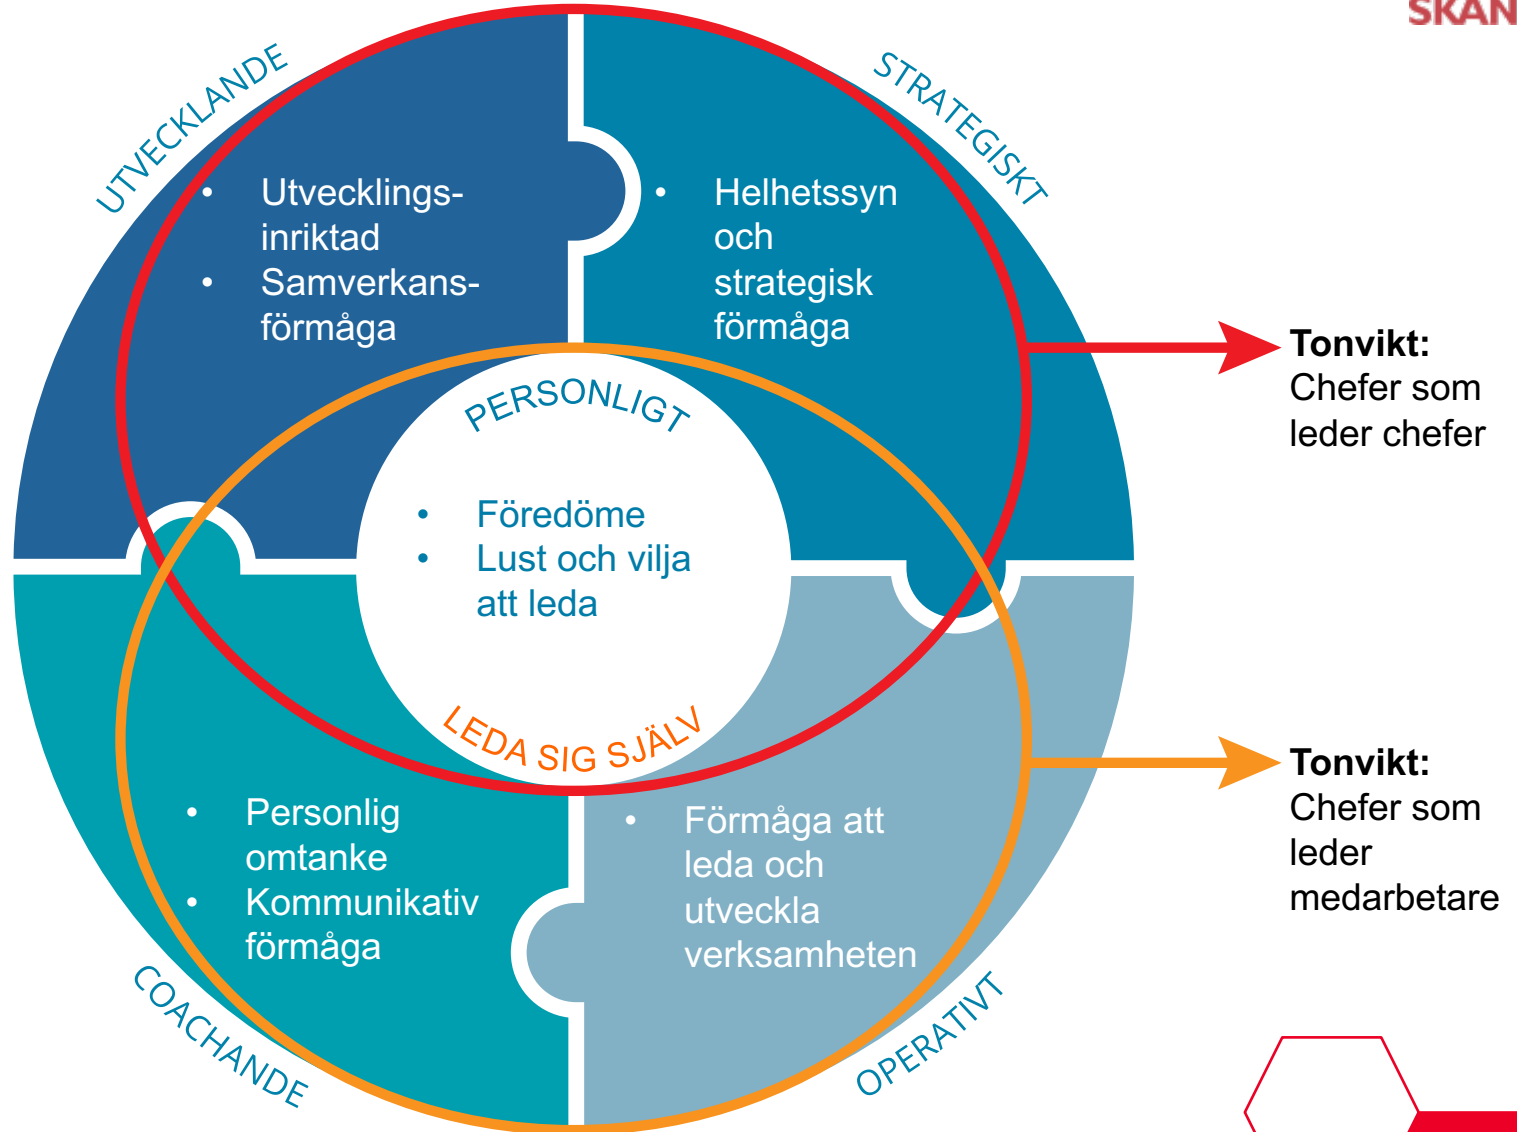 SKÅN
UTVECKLANDE
STRATEGISKT
• Utvecklings-
inriktad
• Samverkans-
förmåga
• Helhetssyn
och
strategisk
förmåga
Tonvikt:
Chefer som
leder chefer
PERSONLIGT
• Föredöme
• Lust och vilja
att leda
LEDA SIG SJÄLV
• Personlig
omtanke
• Kommunikativ
förmåga
• Förmåga att
leda och
utveckla
verksamheten
Tonvikt:
Chefer som
leder
medarbetare
COACHANDE
OPERATIVT